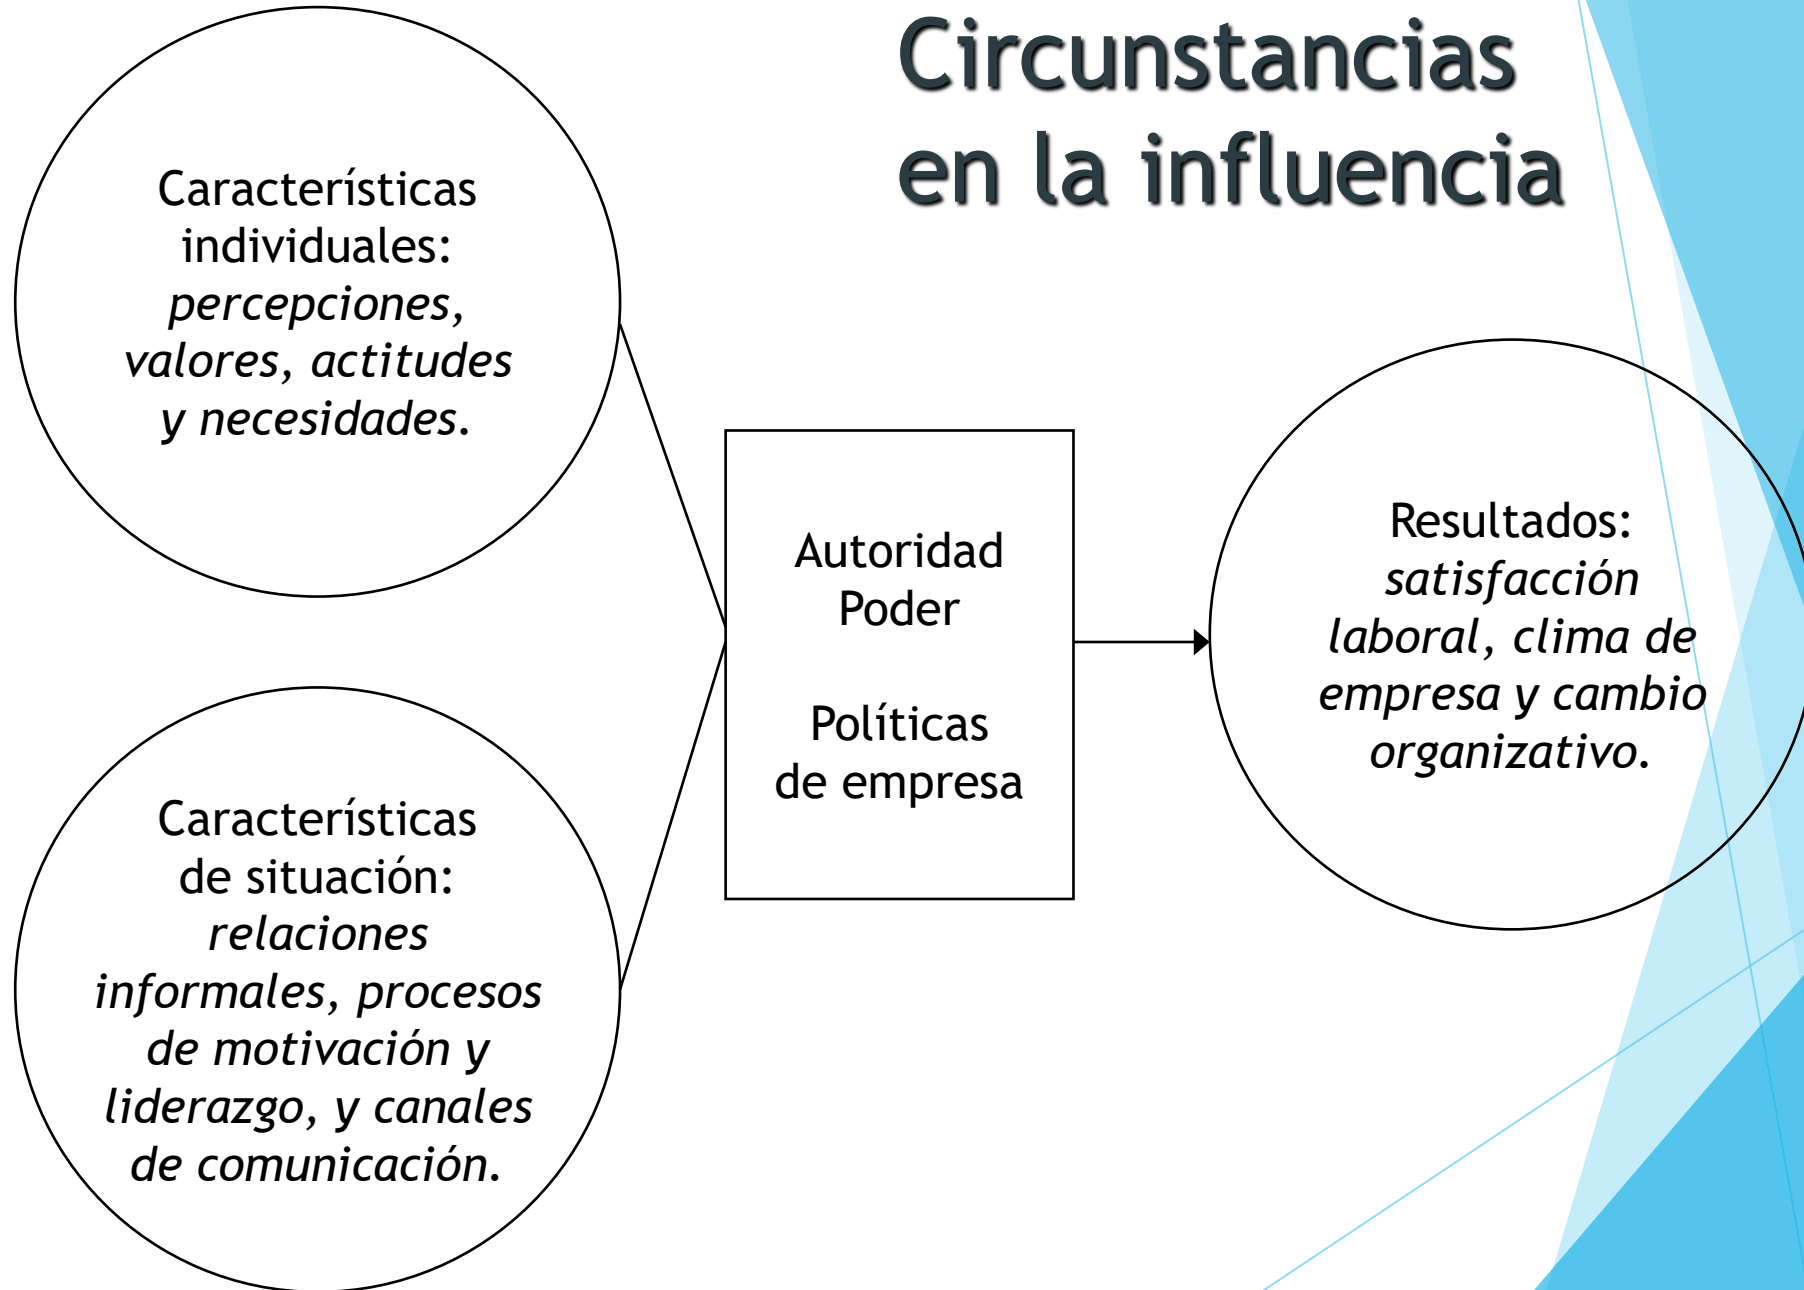 Circunstancias
en la influencia
Características
individuales:
percepciones,
valores, actitudes
y necesidades.
Autoridad
Poder
Políticas
de empresa
Resultados:
satisfacción
laboral, clima de
empresa y cambio
organizativo.
Características
de situación:
relaciones
informales, procesos
de motivación y
liderazgo, y canales
de comunicación.